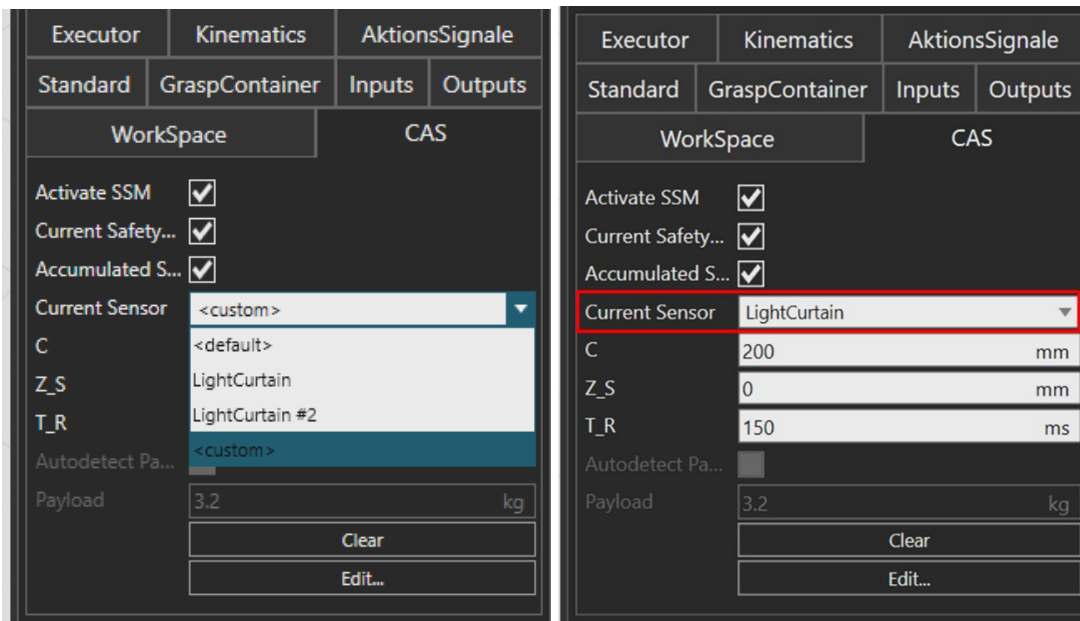 Executor Kinematics AktionsSignale
Standard GraspContainer Inputs Outputs
WorkSpace CAS
Activate SSM
Current Safety...
Accumulated S...
Current Sensor <custom>
<default>
C
LightCurtain
Z_S
LightCurtain #2
T_R
<custom>
Autodetect Pa...
Payload 3.2 kg
Clear
Edit...
Executor Kinematics AktionsSignale
Standard GraspContainer Inputs Outputs
WorkSpace CAS
Activate SSM
Current Safety...
Accumulated S...
Current Sensor LightCurtain
C 200 mm
Z_S 0 mm
T_R 150 ms
Autodetect Pa...
Payload 3.2 kg
Clear
Edit...